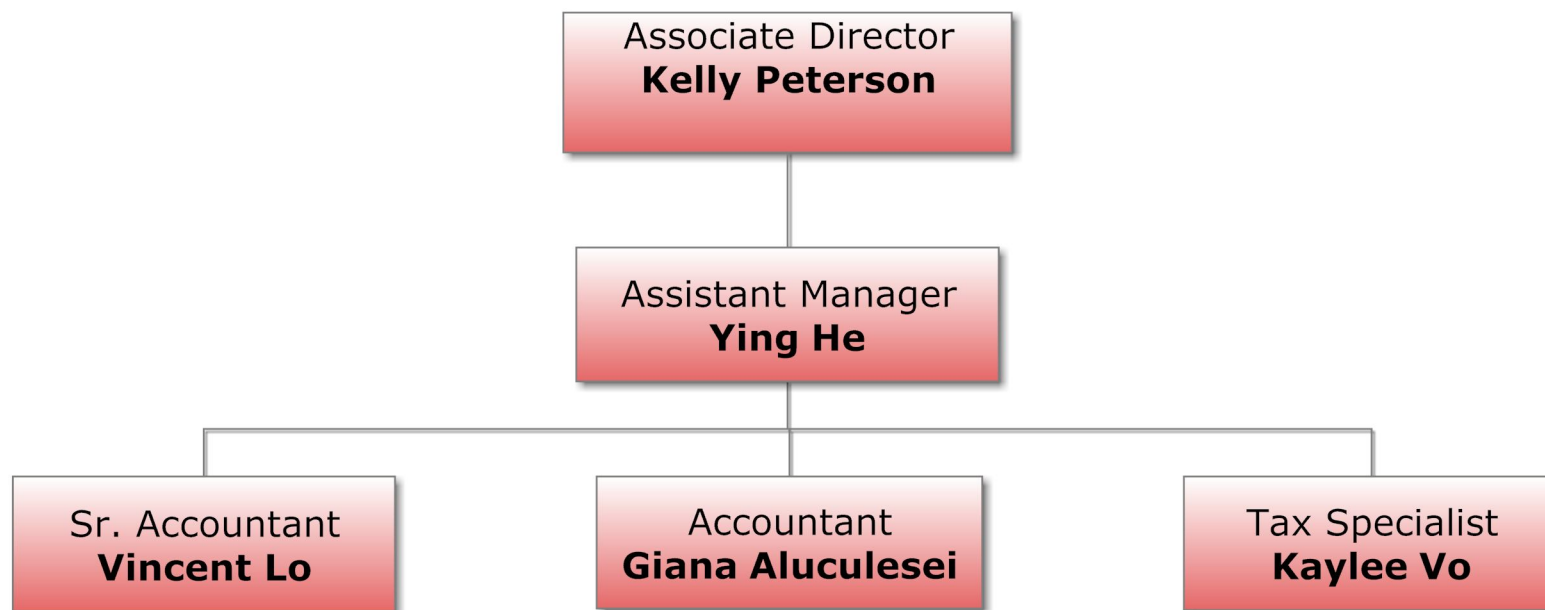 Associate Director
Kelly Peterson
Assistant Manager
Ying He
Sr. Accountant
Vincent Lo
Accountant
Giana Aluculesei
Tax Specialist
Kaylee Vo